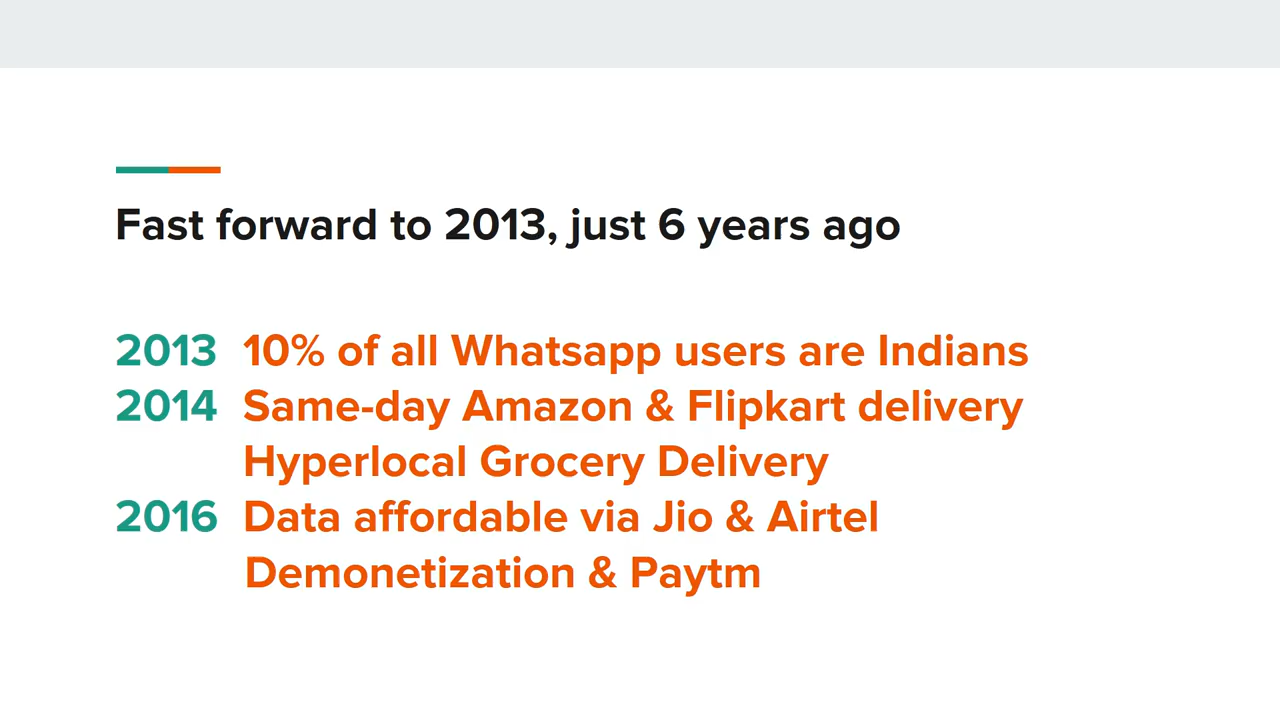 Fast forward to 2013, just 6 years ago
2013 10% of all Whatsapp users are Indians
2014 Same-day Amazon & Flipkart delivery
Hyperlocal Grocery Delivery
2016 Data affordable via Jio & Airtel
Demonetization & Paytm